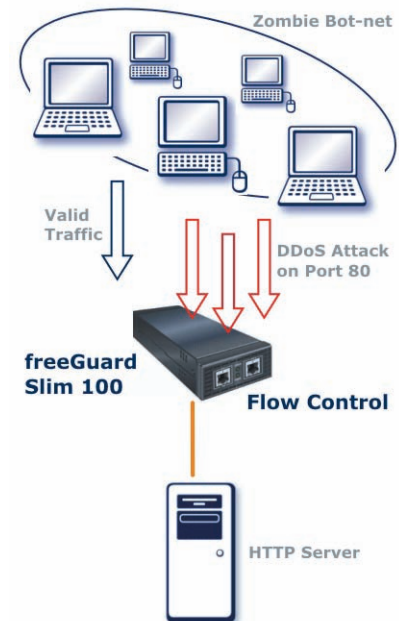 Zombie Bot-net
Valid
Traffic
DDoS Attack
on Port 80
freeGuard
Slim 100
Flow Control
HTTP Server